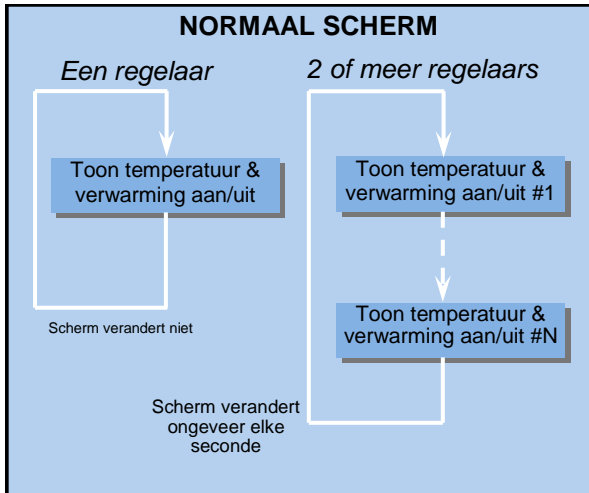 NORMAAL SCHERM
Een regelaar
Toon temperatuur &
verwarming aan/uit
Scherm verandert niet
2 of meer regelaars
Toon temperatuur &
verwarming aan/uit #1
Toon temperatuur &
verwarming aan/uit #N
Scherm verandert
ongeveer elke
seconde